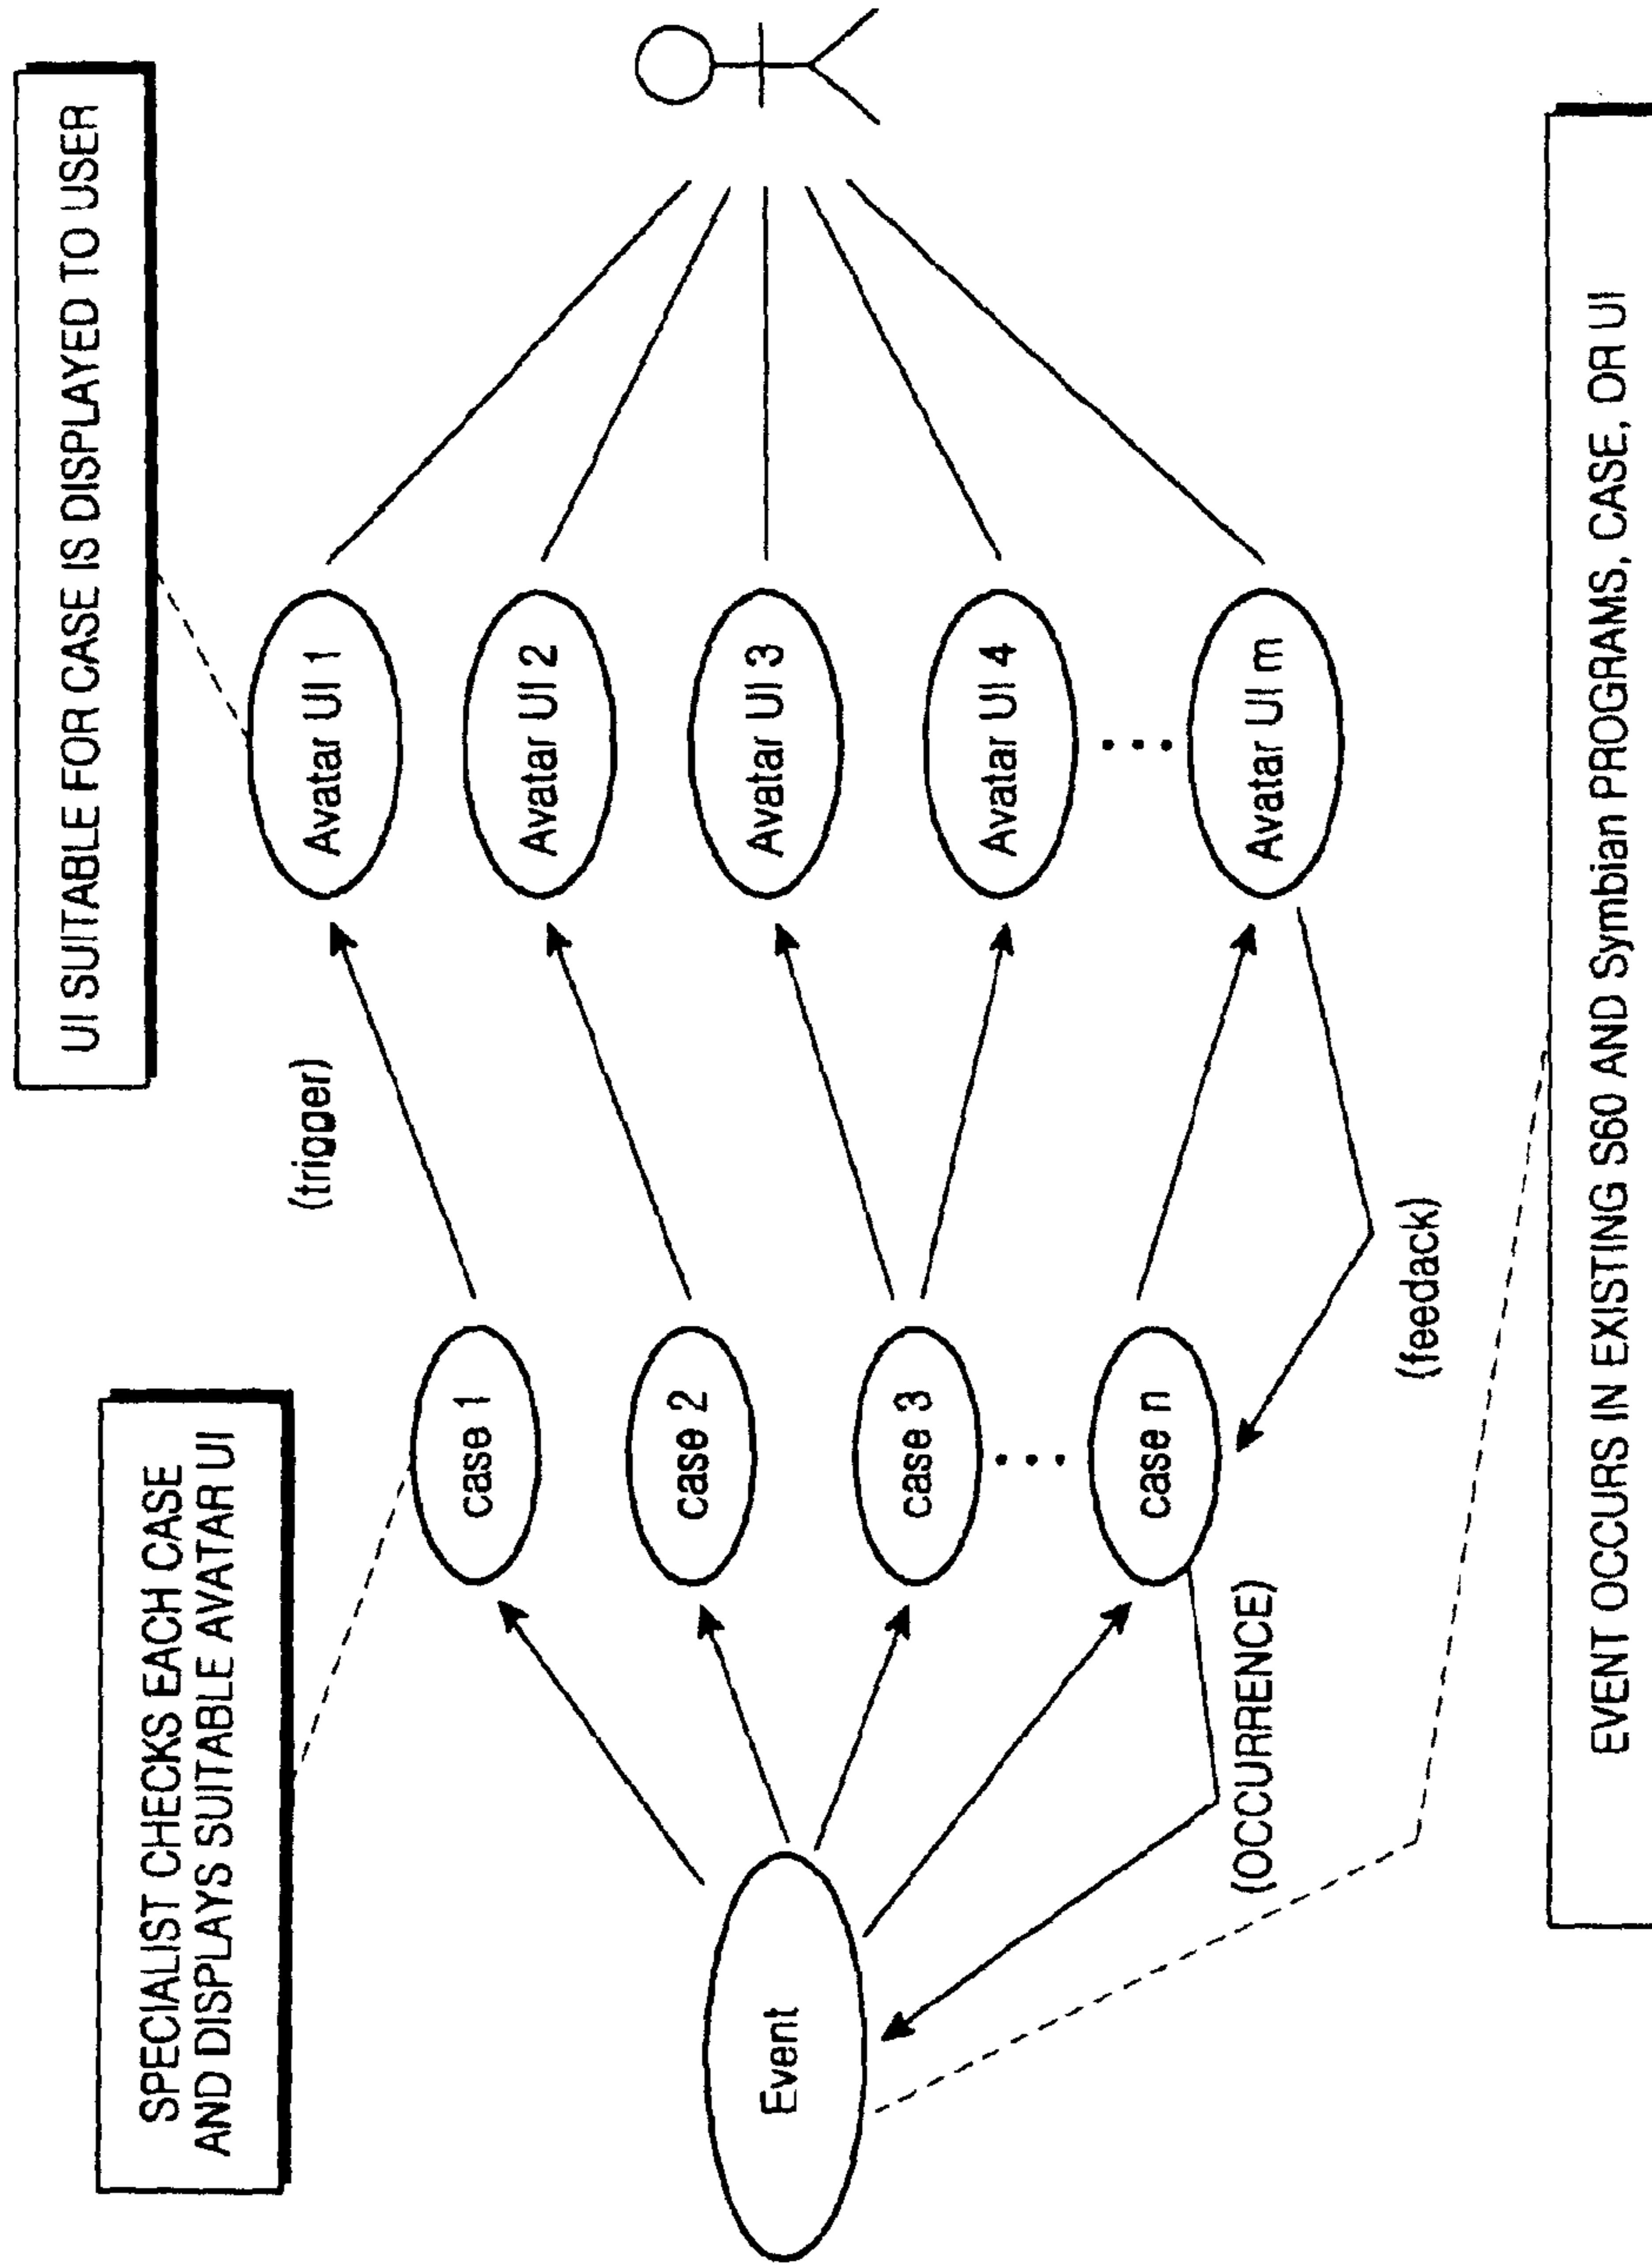 SPECIALIST CHECKS EACH CASE
AND DISPLAYS SUITABLE AVATAR UI
UI SUITABLE FOR CASE IS DISPLAYED TO USER
(trigger)
case 1
Avatar UI 1
case 2
Avatar UI 2
Event
case 3
Avatar UI 3
Avatar UI 4
case n
Avatar UI m
(OCCURRENCE)
(feedack)
EVENT OCCURS IN EXISTING S60 AND Symbian PROGRAMS, CASE, OR UI